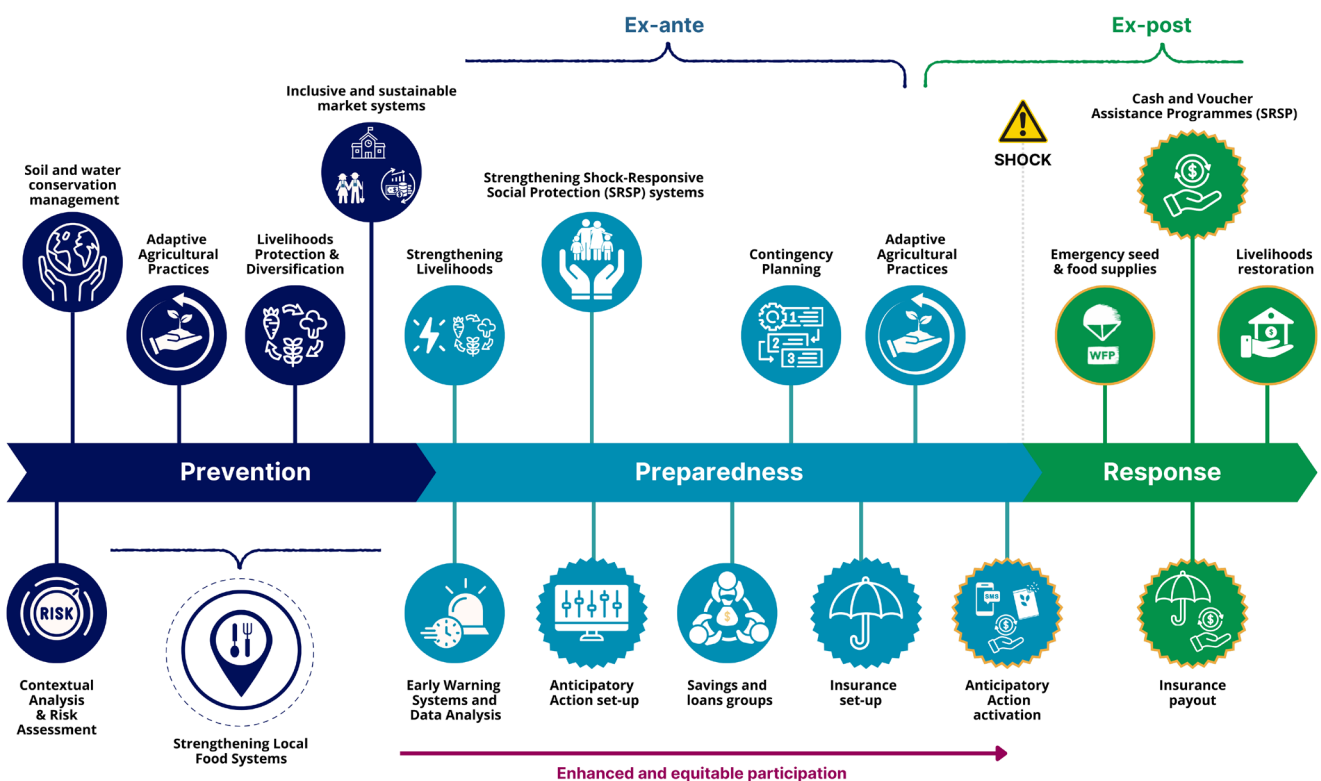 Ex-ante
Ex-post
Inclusive and sustainable
market systems
Cash and Voucher
Assistance Programmes (SRSP)
SHOCK
Soil and water
conservation
management
Strengthening Shock-Responsive
Social Protection (SRSP) systems
Adaptive
Agricultural
Practices
Livelihoods
Protection &
Diversification
Strengthening
Livelihoods
Contingency
Planning
Adaptive
Agricultural
Practices
Emergency seed
& food supplies
Livelihoods
restoration
1
2
3
WFP
Prevention
Preparedness
Response
RISK
SMS
Contextual
Analysis
& Risk
Assessment
Strengthening Local
Food Systems
Early Warning
Systems and
Data Analysis
Anticipatory
Action set-up
Savings and
loans groups
Insurance
set-up
Anticipatory
Action
activation
Insurance
payout
Enhanced and equitable participation